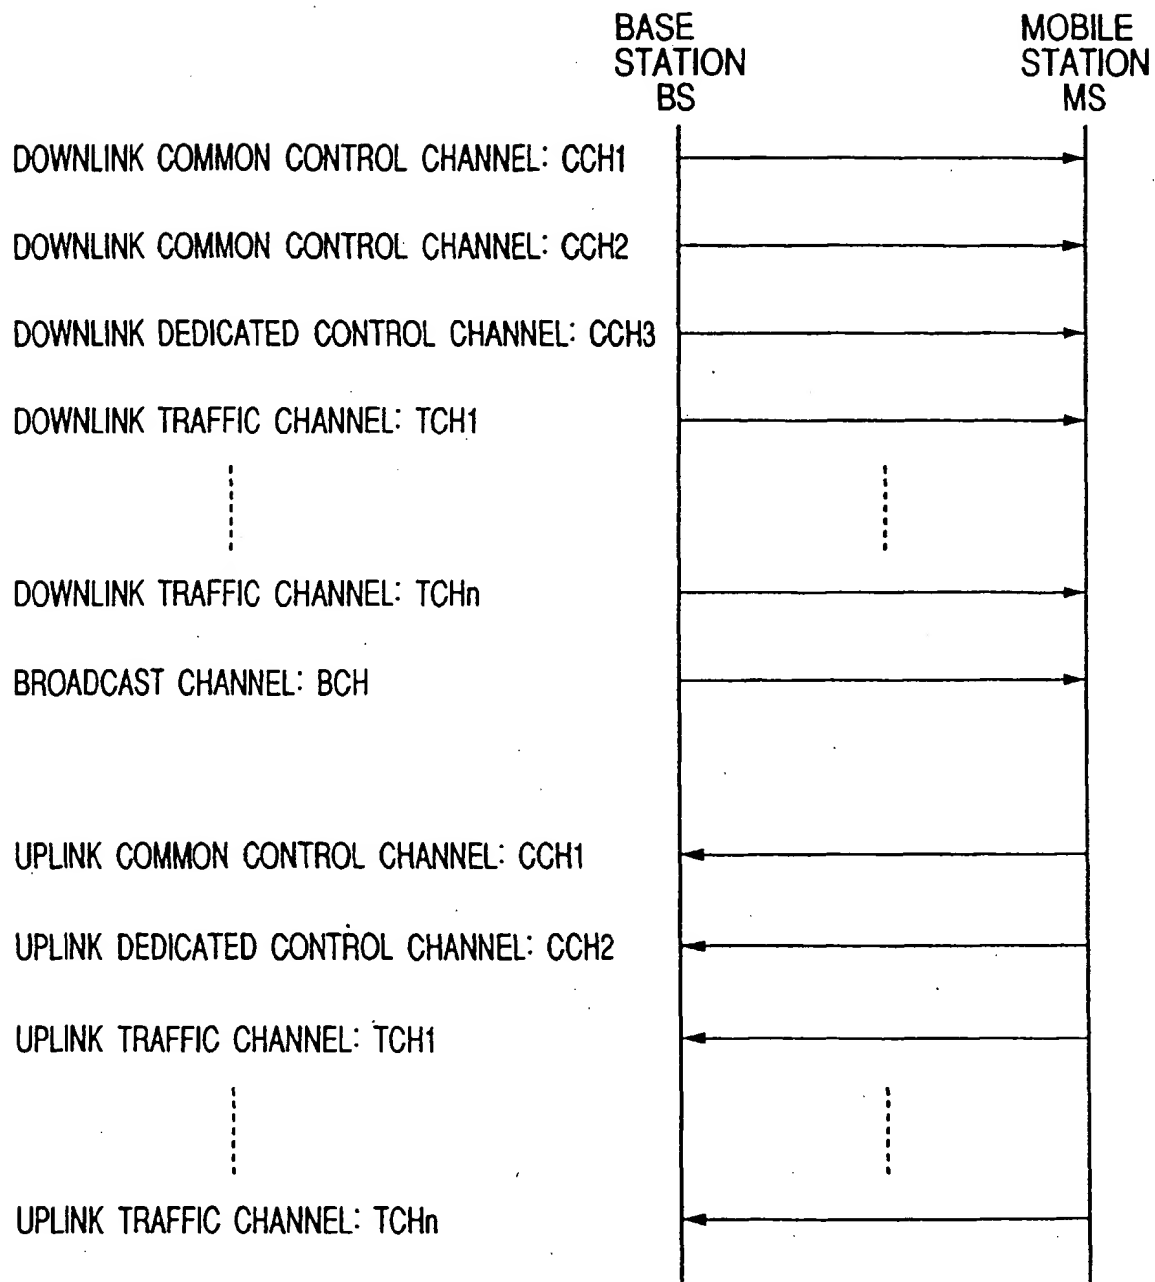 BASE
STATION
BS
MOBILE
STATION
MS
DOWNLINK COMMON CONTROL CHANNEL: CCH1
DOWNLINK COMMON CONTROL CHANNEL: CCH2
DOWNLINK DEDICATED CONTROL CHANNEL: CCH3
DOWNLINK TRAFFIC CHANNEL: TCH1
DOWNLINK TRAFFIC CHANNEL: TCHn
BROADCAST CHANNEL: BCH
UPLINK COMMON CONTROL CHANNEL: CCH1
UPLINK DEDICATED CONTROL CHANNEL: CCH2
UPLINK TRAFFIC CHANNEL: TCH1
UPLINK TRAFFIC CHANNEL: TCHn